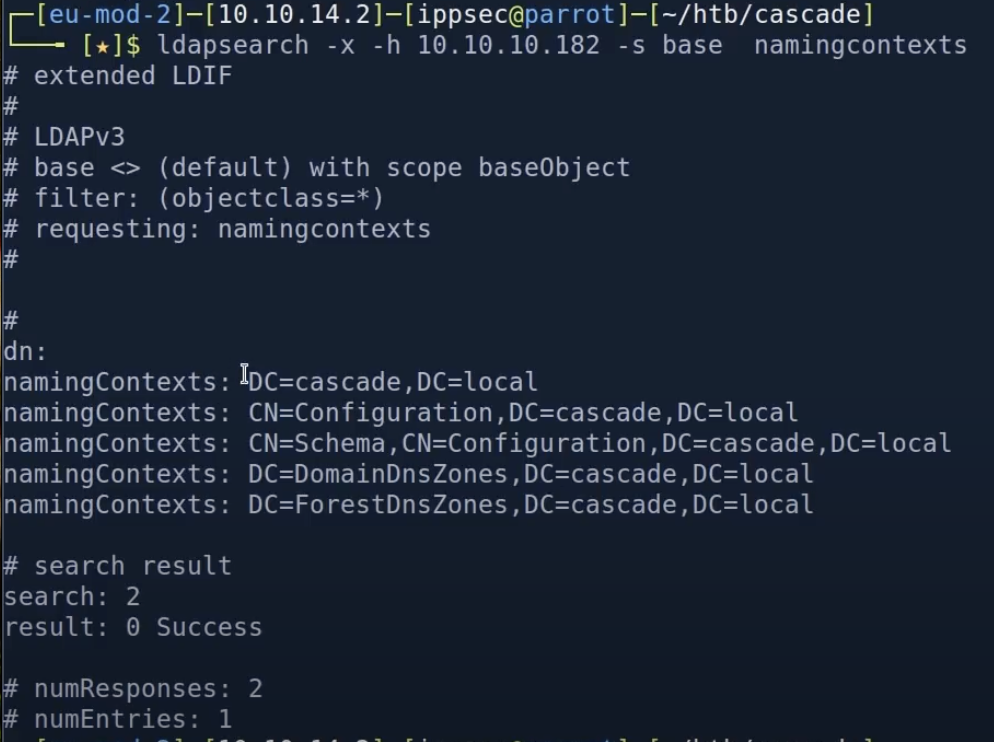 ┌─[eu-mod-2]─[10.10.14.2]─[ippsec@parrot]─[~/htb/cascade]
└──╼ [★]$ ldapsearch -x -h 10.10.10.182 -s base  namingcontexts
# extended LDIF
#
# LDAPv3
# base <> (default) with scope baseObject
# filter: (objectclass=*)
# requesting: namingcontexts
#

#
dn:
namingContexts: DC=cascade,DC=local
namingContexts: CN=Configuration,DC=cascade,DC=local
namingContexts: CN=Schema,CN=Configuration,DC=cascade,DC=local
namingContexts: DC=DomainDnsZones,DC=cascade,DC=local
namingContexts: DC=ForestDnsZones,DC=cascade,DC=local

# search result
search: 2
result: 0 Success

# numResponses: 2
# numEntries: 1